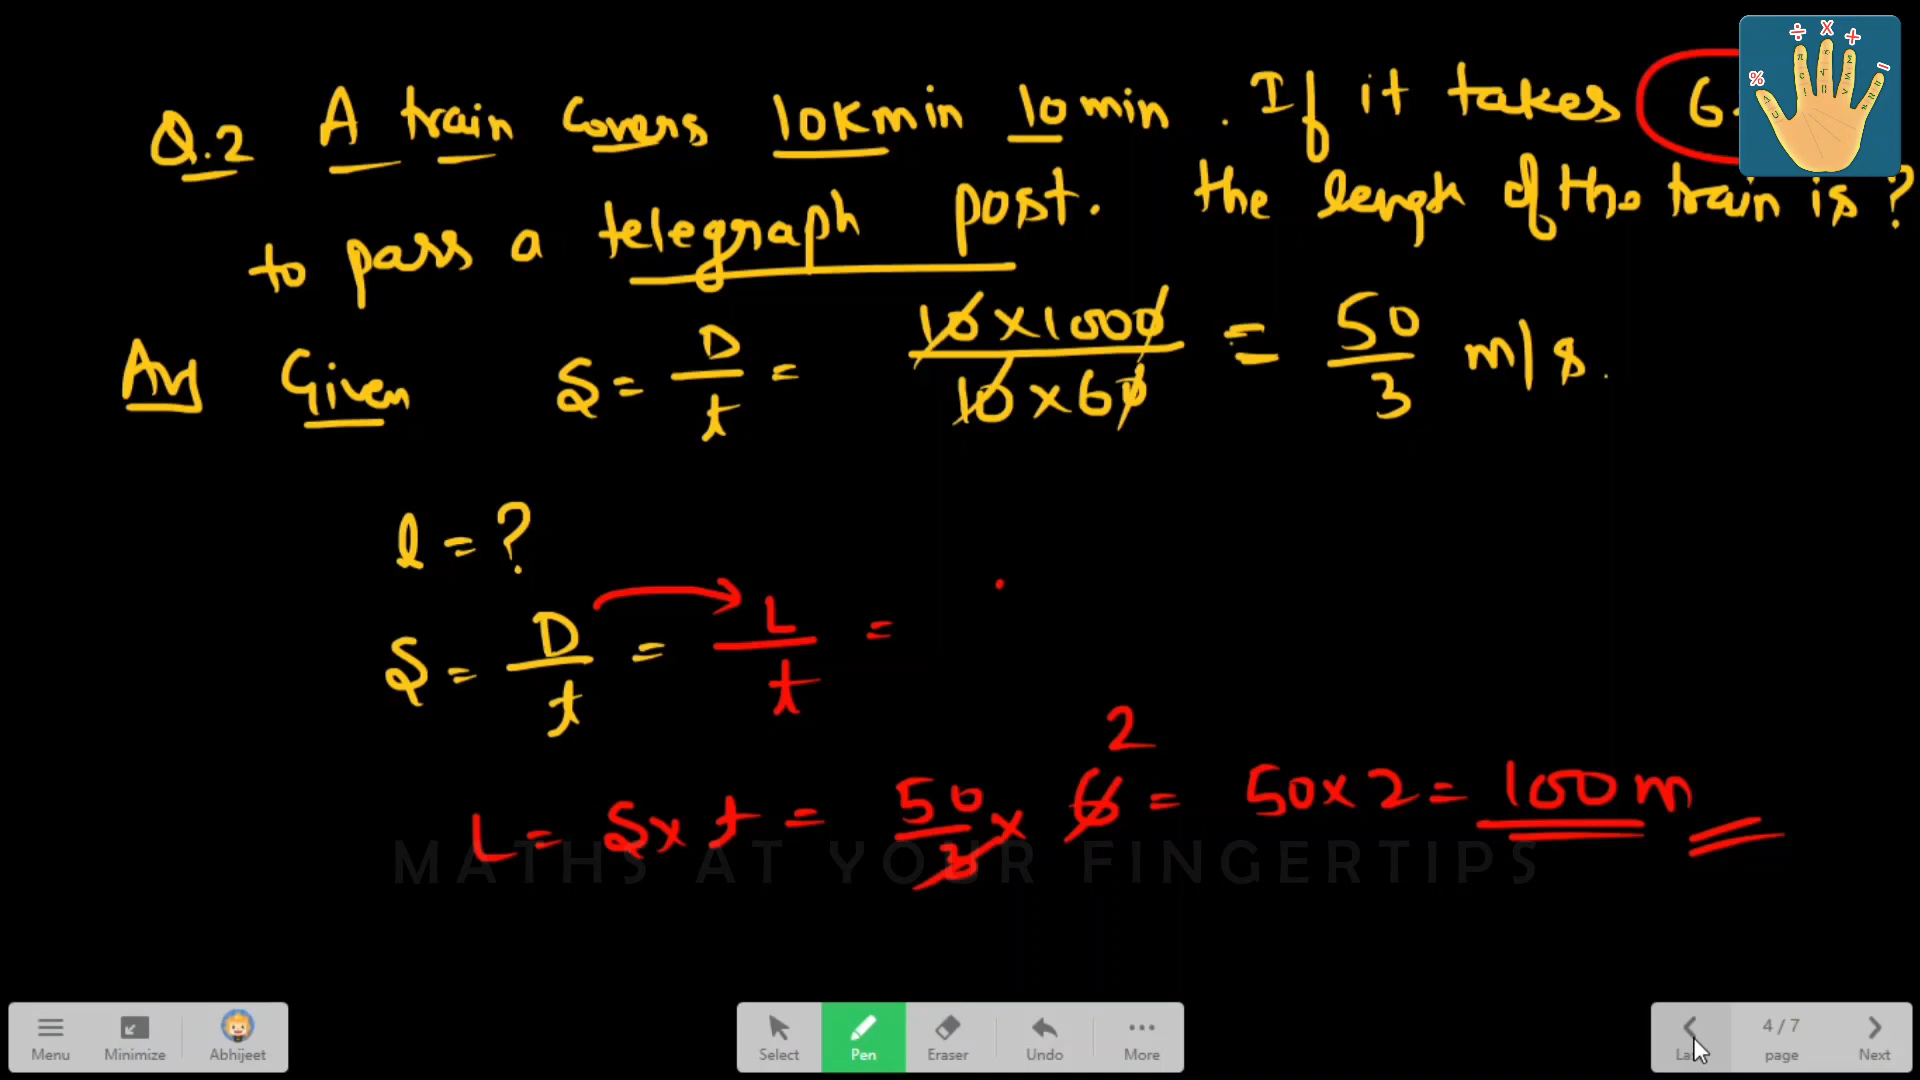 Q.2 A train covers 10Km in 10 min. If it takes 6
to pass a telegraph post. the length of the train is ?
Ans Given S = D/t = 10 x 1000 / 10 x 60 = 50/3 m/s.
l = ?
S = D/t = L/t =
2
L = S x t = 50/3 x 6 = 50 x 2 = 100 m
MATHS AT YOUR FINGERTIPS
Menu Minimize Abhijeet Select Pen Eraser Undo More 4 / 7 page Next